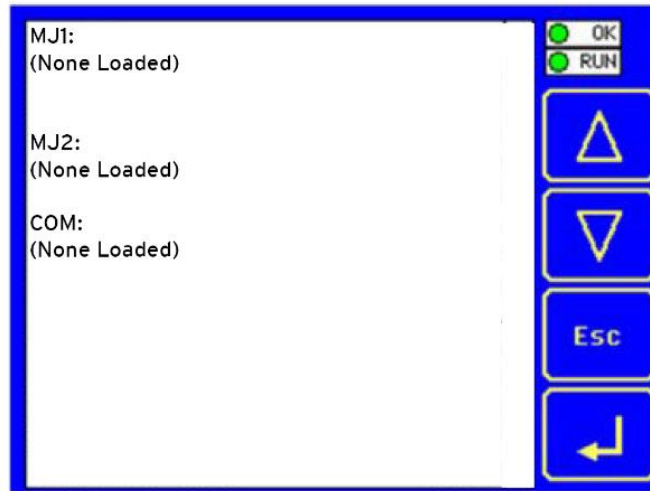 MJ1:
(None Loaded)
MJ2:
(None Loaded)
COM:
(None Loaded)
OK
RUN
Esc